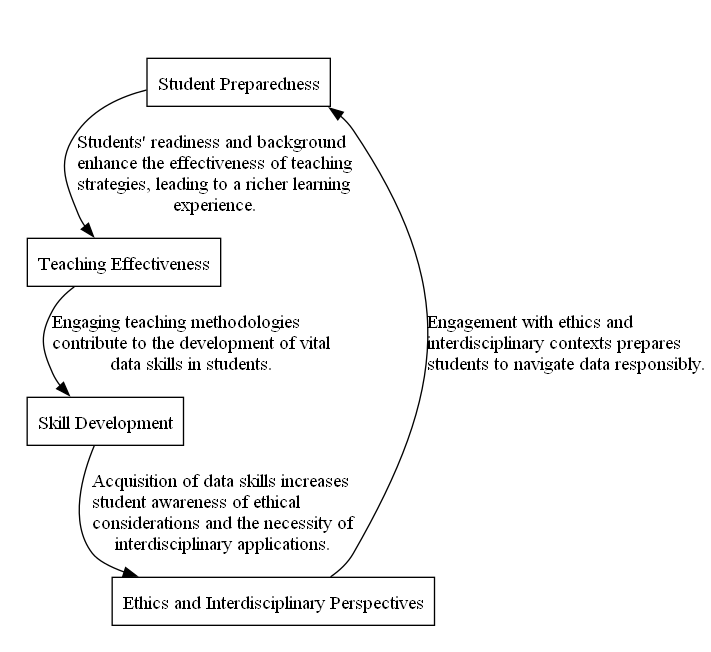 Student Preparedness
Students' readiness and background
enhance the effectiveness of teaching
strategies, leading to a richer learning
experience.
Teaching Effectiveness
Engaging teaching methodologies
contribute to the development of vital
data skills in students.
Engagement with ethics and
interdisciplinary contexts prepares
students to navigate data responsibly.
Skill Development
Acquisition of data skills increases
student awareness of ethical
considerations and the necessity of
interdisciplinary applications.
Ethics and Interdisciplinary Perspectives